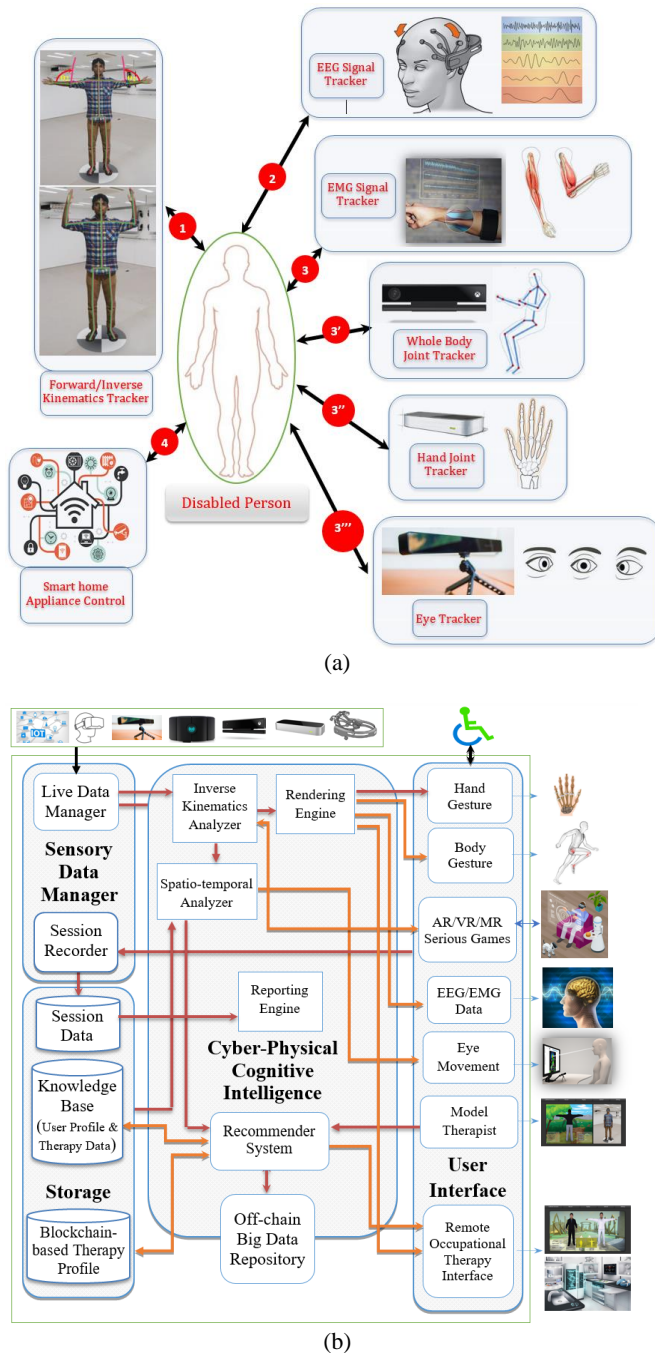 EEG Signal
Tracker
EMG Signal
Tracker
2
1
3
3'
Whole Body
Joint Tracker
Forward/Inverse
Kinematics Tracker
3''
4
Hand Joint
Tracker
Disabled Person
3'''
Smart home
Appliance Control
Eye Tracker
(a)
IOT
Live Data
Manager
Inverse
Kinematics
Analyzer
Rendering
Engine
Hand
Gesture
Sensory
Data
Manager
Spatio-temporal
Analyzer
Body
Gesture
Session
Recorder
AR/VR/MR
Serious Games
Session
Data
Reporting
Engine
EEG/EMG
Data
Cyber-Physical
Cognitive
Intelligence
Eye
Movement
Knowledge
Base
(User Profile &
Therapy Data)
Recommender
System
Model
Therapist
Storage
User
Interface
Blockchain-
based Therapy
Profile
Off-chain
Big Data
Repository
Remote
Occupational
Therapy
Interface
(b)